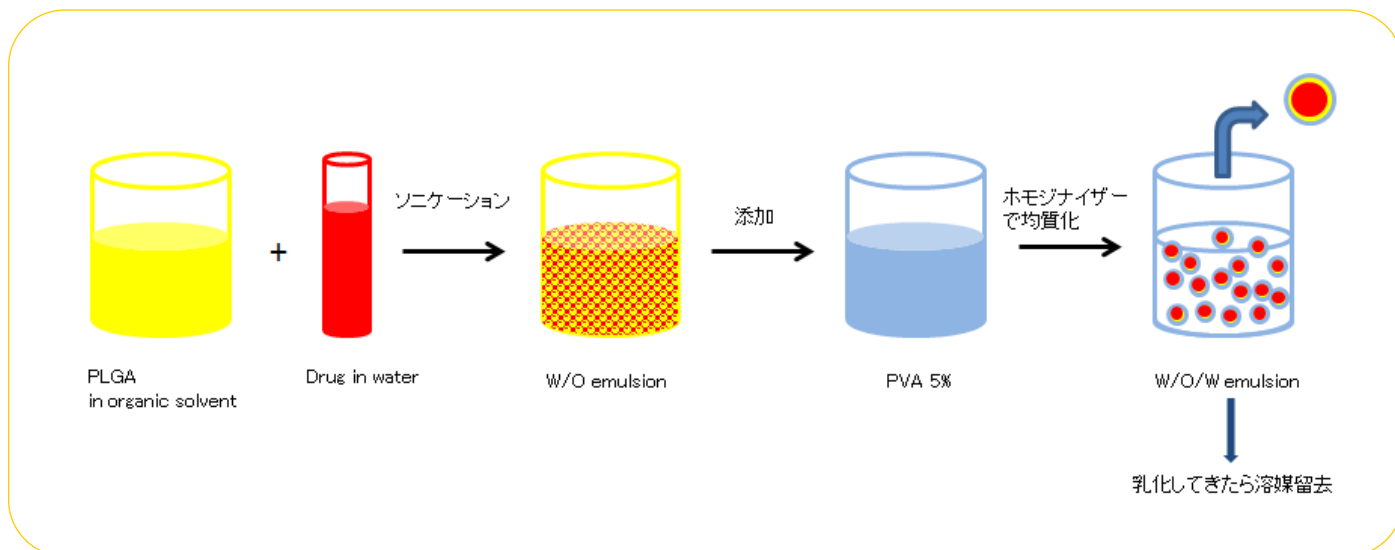 PLGA
in organic solvent
+
Drug in water
ソニケーション
W/O emulsion
添加
PVA 5%
ホモジナイザー
で均質化
W/O/W emulsion
乳化してきたら溶媒留去